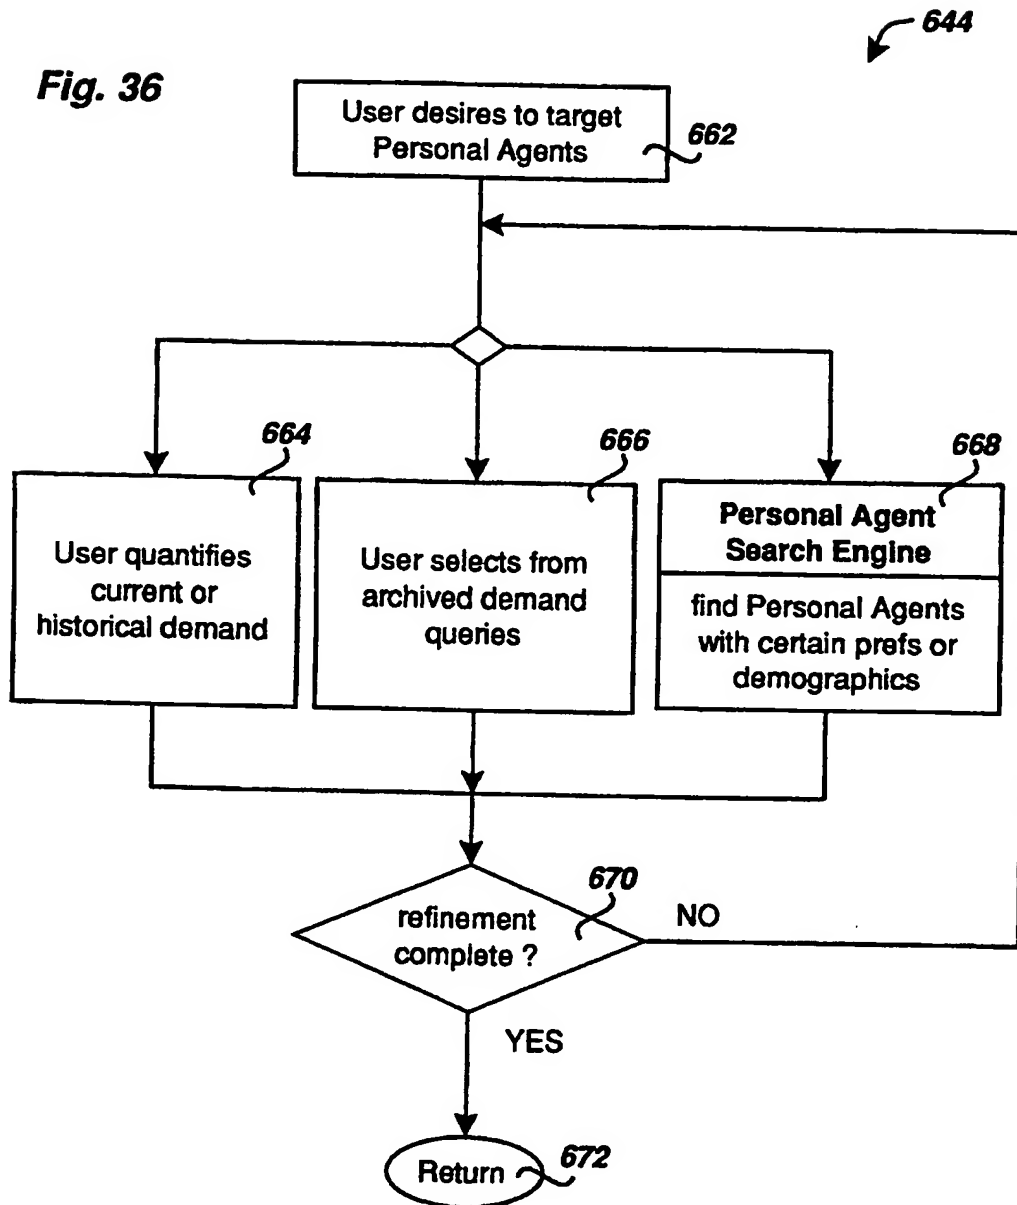 644
Fig. 36
User desires to target
Personal Agents
662
664
User quantifies
current or
historical demand
666
User selects from
archived demand
queries
668
Personal Agent
Search Engine
find Personal Agents
with certain prefs or
demographics
670
refinement
complete ?
NO
YES
Return
672